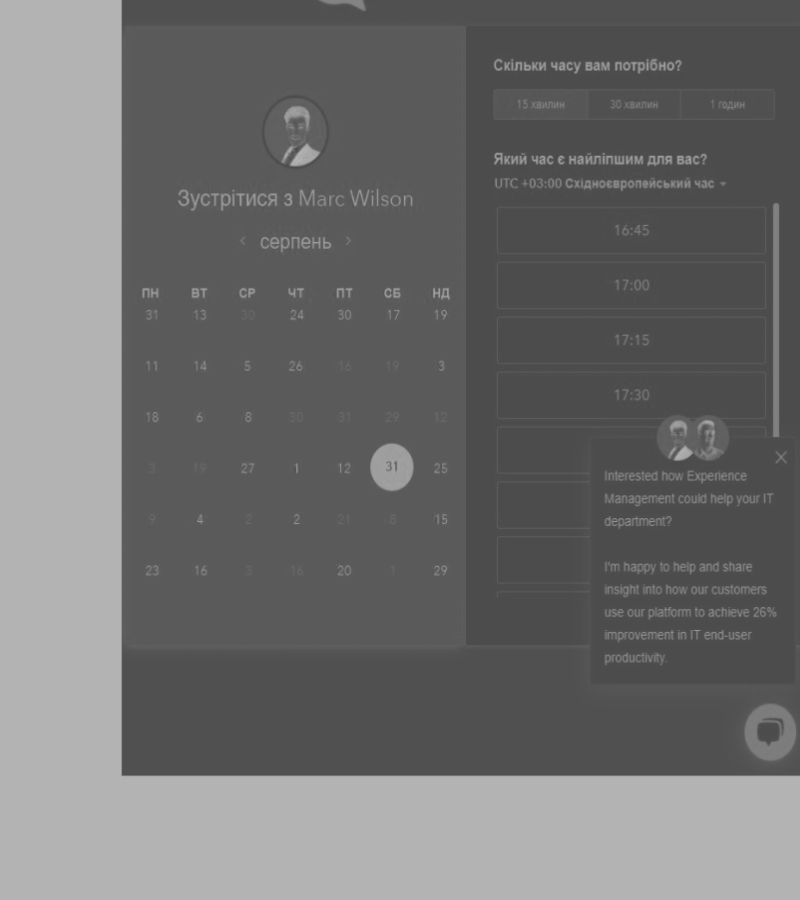 Зустрітися з Marc Wilson
серпень
ПН ВТ СР ЧТ ПТ СБ НД
31 13 30 24 30 17 19
11 14 5 26 16 19 3
18 6 8 30 31 29 12
3 19 27 1 12 31 25
9 4 2 2 21 8 15
23 16 3 16 20 1 29
Скільки часу вам потрібно?
15 хвилин 30 хвилин 1 годин
Який час є найліпшим для вас?
UTC +03:00 Східноєвропейський час
16:45
17:00
17:15
17:30
Interested how Experience
Management could help your IT
department?
I'm happy to help and share
insight into how our customers
use our platform to achieve 26%
improvement in IT end-user
productivity.